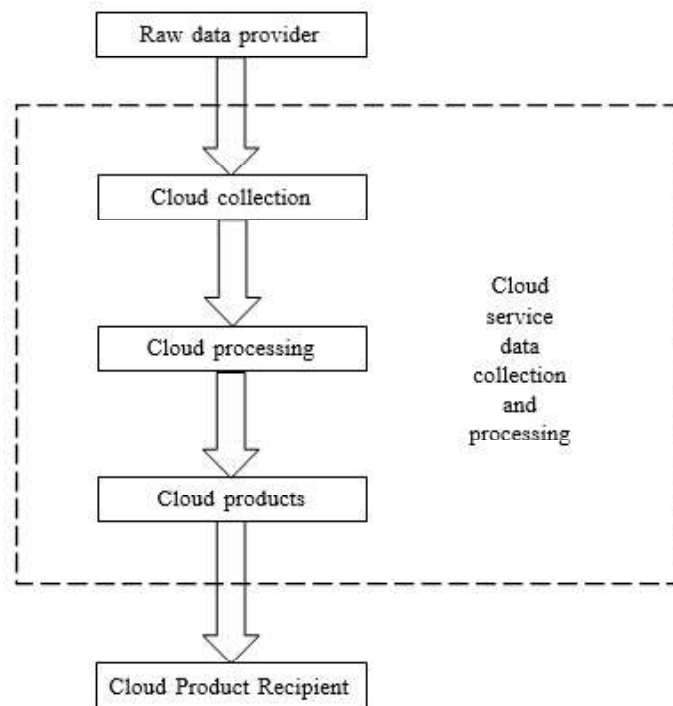 Raw data provider
Cloud collection
Cloud processing
Cloud products
Cloud Product Recipient
Cloud
service
data
collection
and
processing